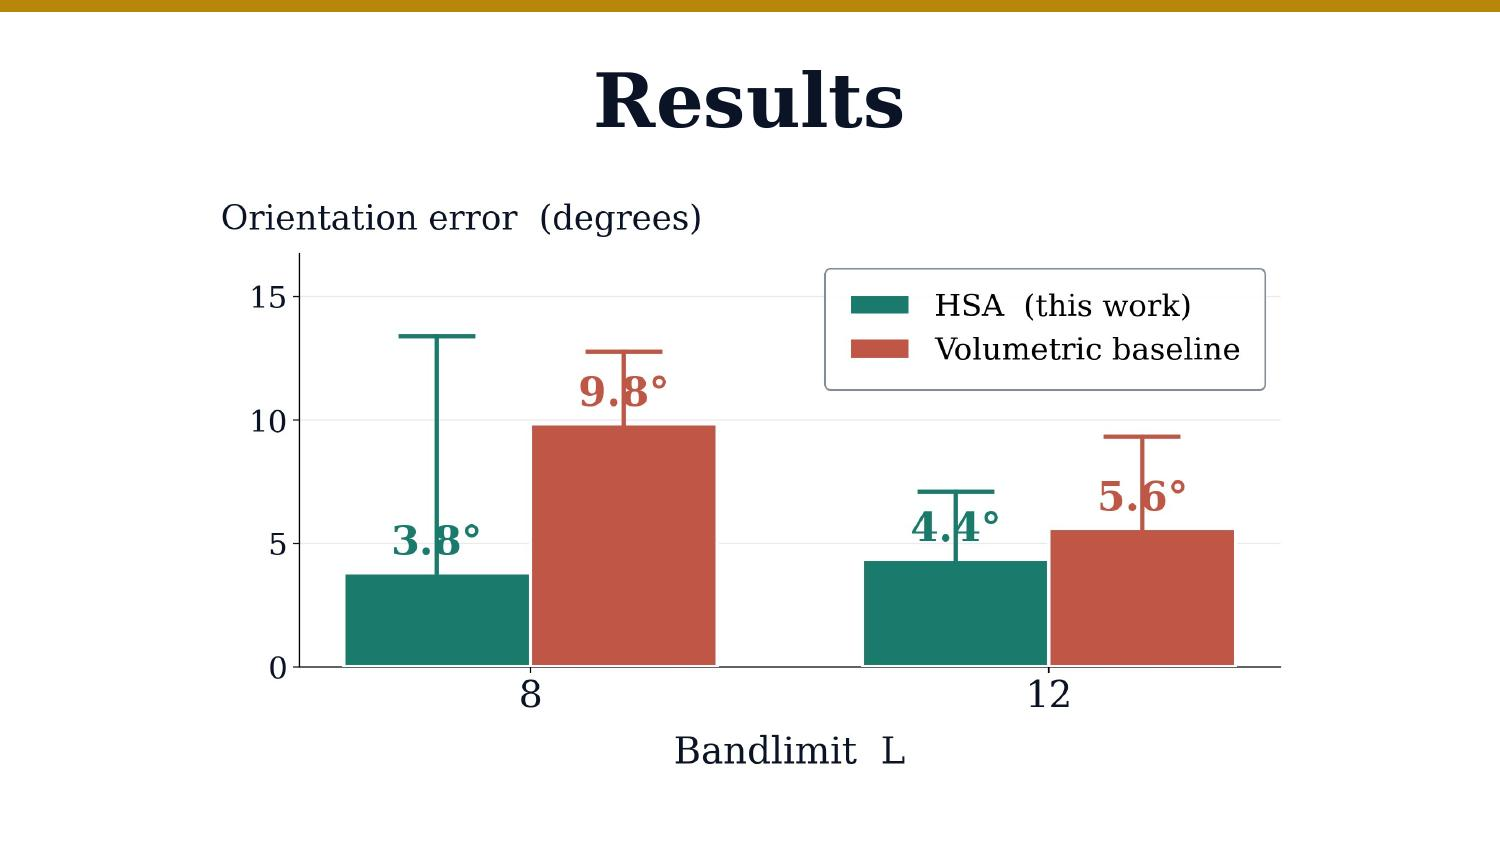 Results
Orientation error (degrees)
15
HSA (this work)
Volumetric baseline
9.8°
10
5.6°
3.8°
4.4°
5
0
8
12
Bandlimit L